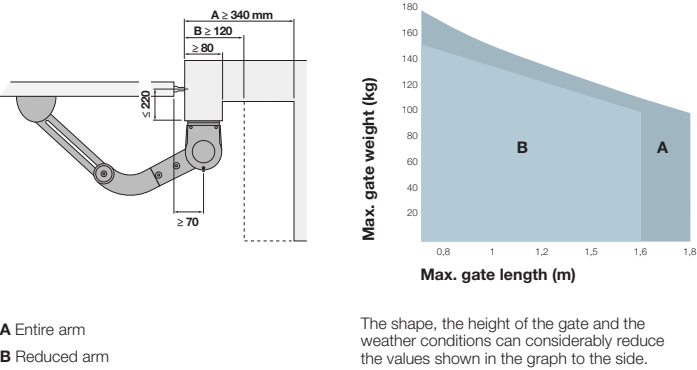 A ≥ 340 mm
B ≥ 120
≥ 80
≤ 220
≥ 70
A Entire arm
B Reduced arm
Max. gate weight (kg)
180
160
140
120
100
80
60
40
20
B
A
0,8 1 1,2 1,5 1,6 1,8
Max. gate length (m)
The shape, the height of the gate and the
weather conditions can considerably reduce
the values shown in the graph to the side.